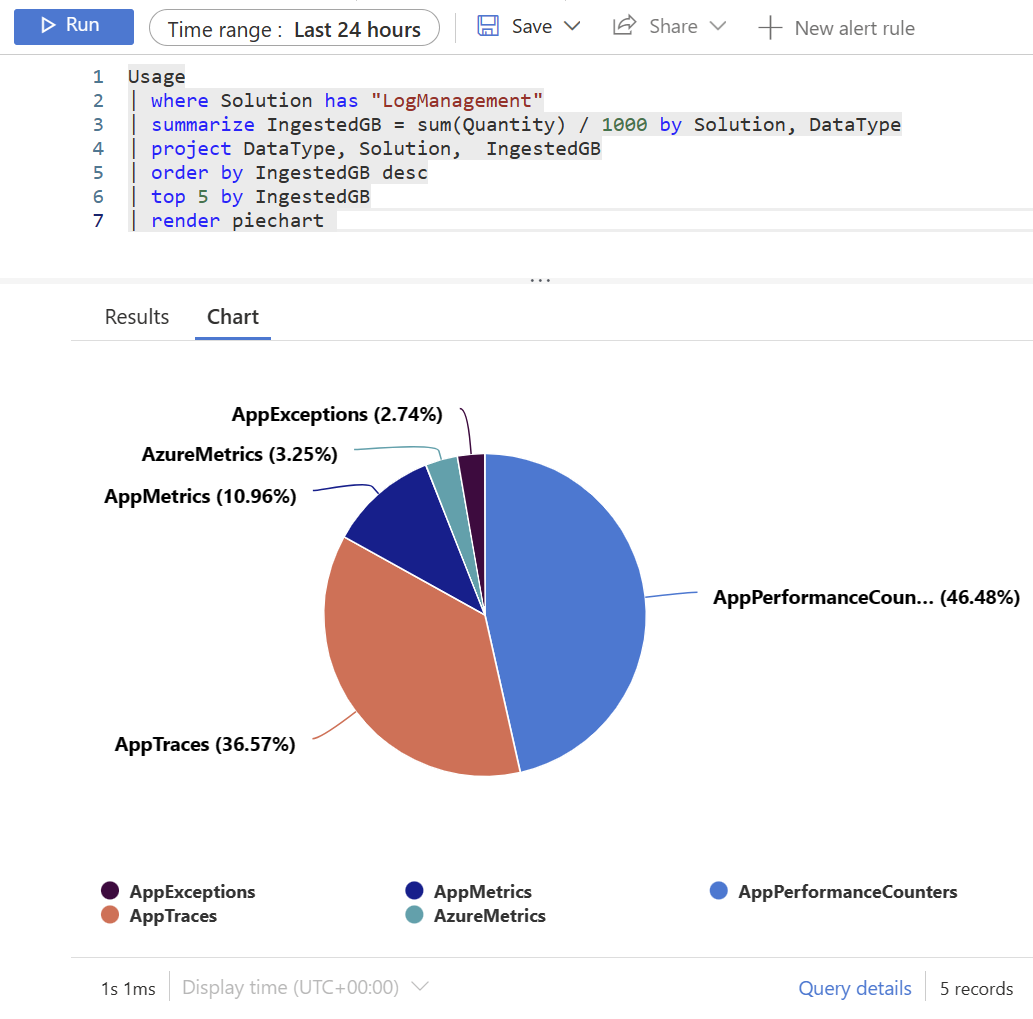 Run Time range : Last 24 hours Save Share New alert rule
1 Usage
2 | where Solution has "LogManagement"
3 | summarize IngestedGB = sum(Quantity) / 1000 by Solution, DataType
4 | project DataType, Solution,  IngestedGB
5 | order by IngestedGB desc
6 | top 5 by IngestedGB
7 | render piechart
...
Results Chart
AppExceptions (2.74%)
AzureMetrics (3.25%)
AppMetrics (10.96%)
AppPerformanceCoun... (46.48%)
AppTraces (36.57%)
AppExceptions AppMetrics AppPerformanceCounters
AppTraces AzureMetrics
1s 1ms Display time (UTC+00:00) Query details 5 records